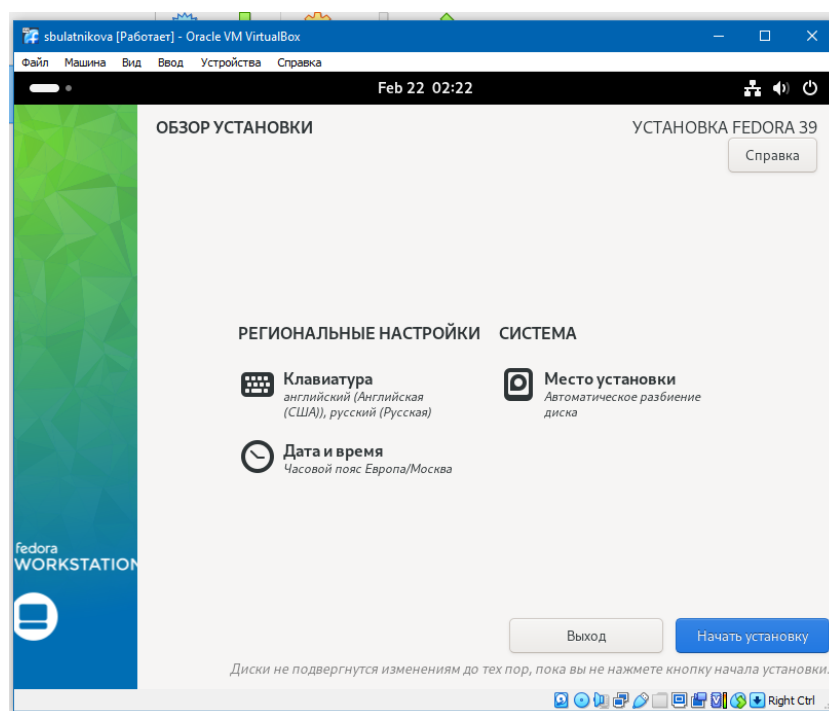 sbulatnikova [Работает] - Oracle VM VirtualBox
Файл Машина Вид Ввод Устройства Справка
Feb 22 02:22
ОБЗОР УСТАНОВКИ
УСТАНОВКА FEDORA 39
Справка
РЕГИОНАЛЬНЫЕ НАСТРОЙКИ
Клавиатура
английский (Английская
(США)), русский (Русская)
Дата и время
Часовой пояс Европа/Москва
СИСТЕМА
Место установки
Автоматическое разбиение
диска
fedora
WORKSTATION
Выход
Начать установку
Диски не подвергнутся изменениям до тех пор, пока вы не нажмете кнопку начала установки.
Right Ctrl